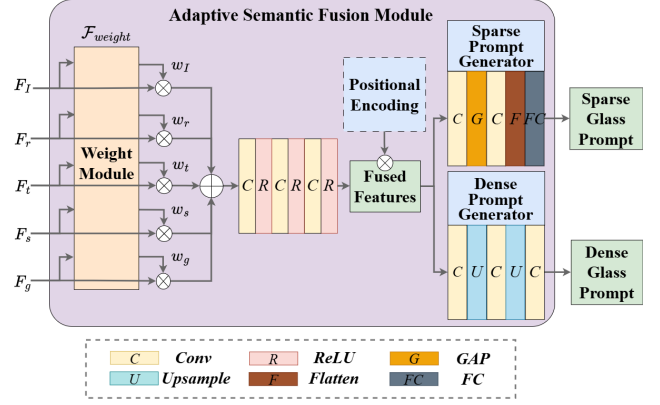 Adaptive Semantic Fusion Module
F_weight
F_I
F_r
F_t
F_s
F_g
Weight
Module
w_I
w_r
w_t
w_s
w_g
C R C R C R
Positional
Encoding
Fused
Features
Sparse
Prompt
Generator
C G C F FC
Sparse
Glass
Prompt
Dense
Prompt
Generator
C U C U C
Dense
Glass
Prompt
C Conv R ReLU G GAP
U Upsample F Flatten FC FC